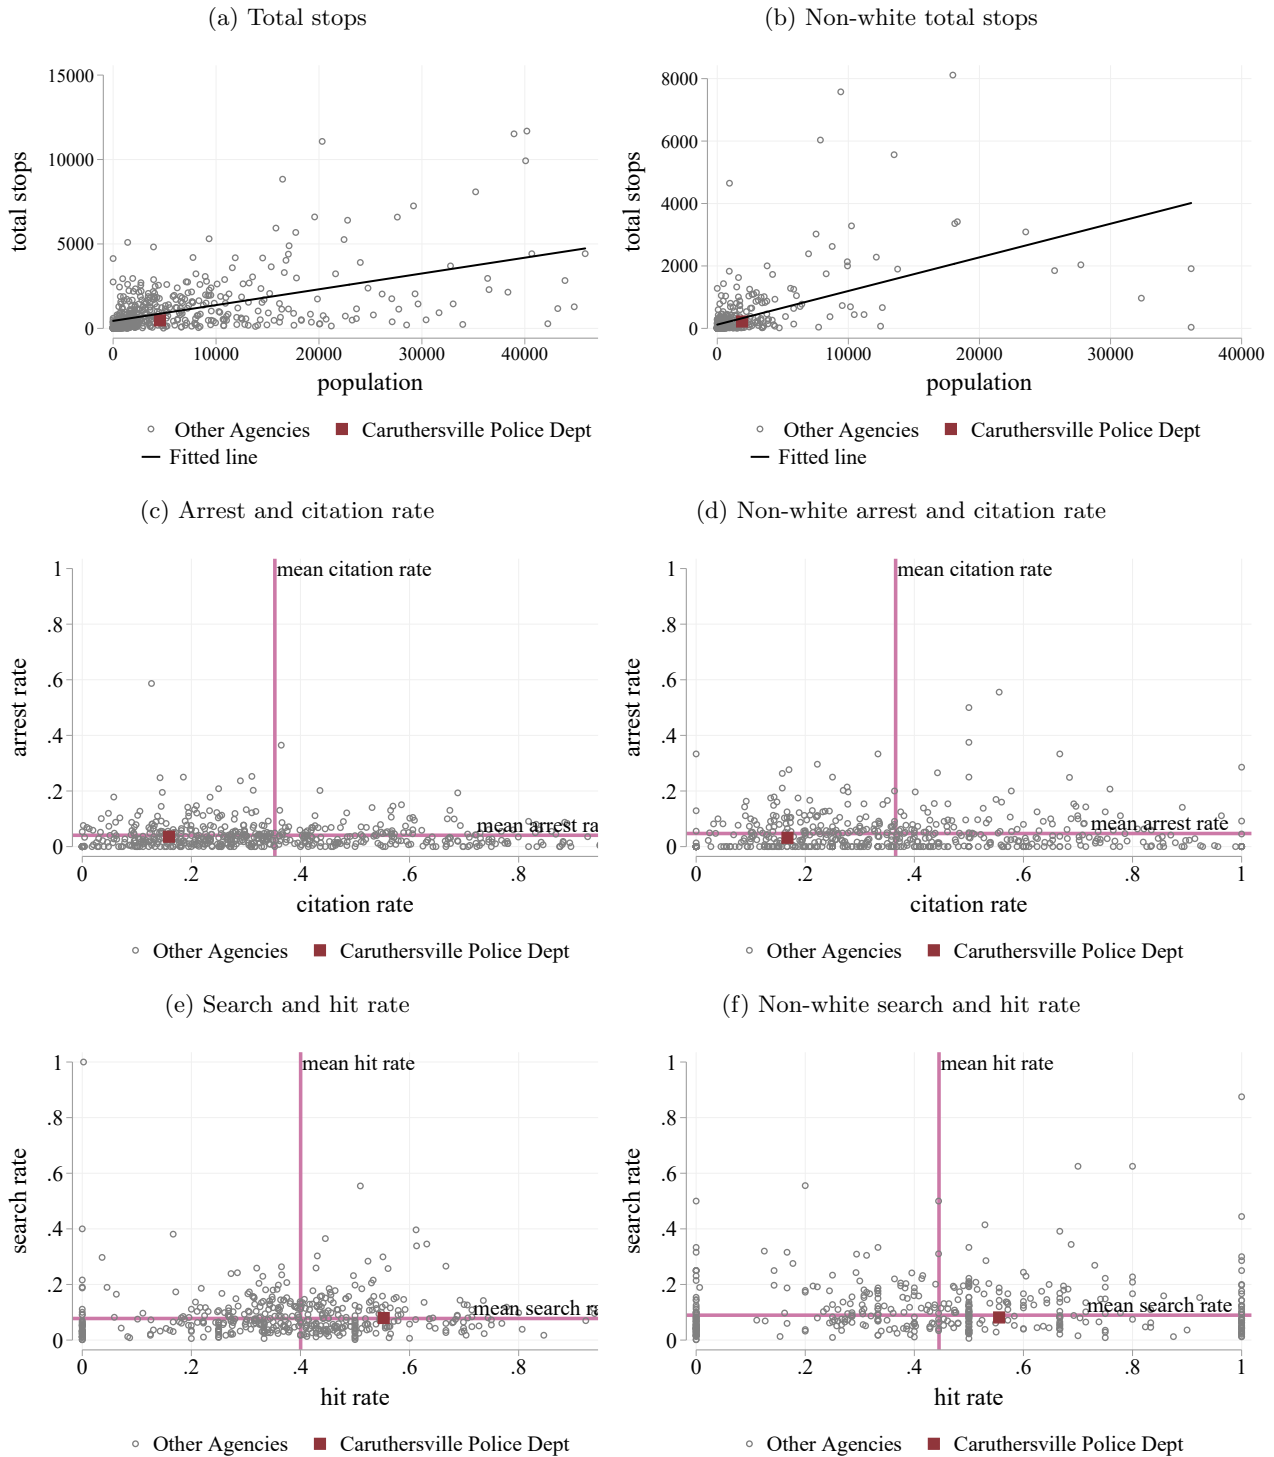 (a) Total stops
(b) Non-white total stops
total stops
15000
10000
5000
0
0 10000 20000 30000 40000
population
Other Agencies Caruthersville Police Dept
Fitted line
total stops
8000
6000
4000
2000
0
0 10000 20000 30000 40000
population
Other Agencies Caruthersville Police Dept
Fitted line
(c) Arrest and citation rate
(d) Non-white arrest and citation rate
arrest rate
1
.8
.6
.4
.2
0
mean citation rate
mean arrest ra
0 .2 .4 .6 .8
citation rate
Other Agencies Caruthersville Police Dept
arrest rate
1
.8
.6
.4
.2
0
mean citation rate
mean arrest rate
0 .2 .4 .6 .8 1
citation rate
Other Agencies Caruthersville Police Dept
(e) Search and hit rate
(f) Non-white search and hit rate
search rate
1
.8
.6
.4
.2
0
mean hit rate
mean search ra
0 .2 .4 .6 .8
hit rate
Other Agencies Caruthersville Police Dept
search rate
1
.8
.6
.4
.2
0
mean hit rate
mean search rate
0 .2 .4 .6 .8 1
hit rate
Other Agencies Caruthersville Police Dept